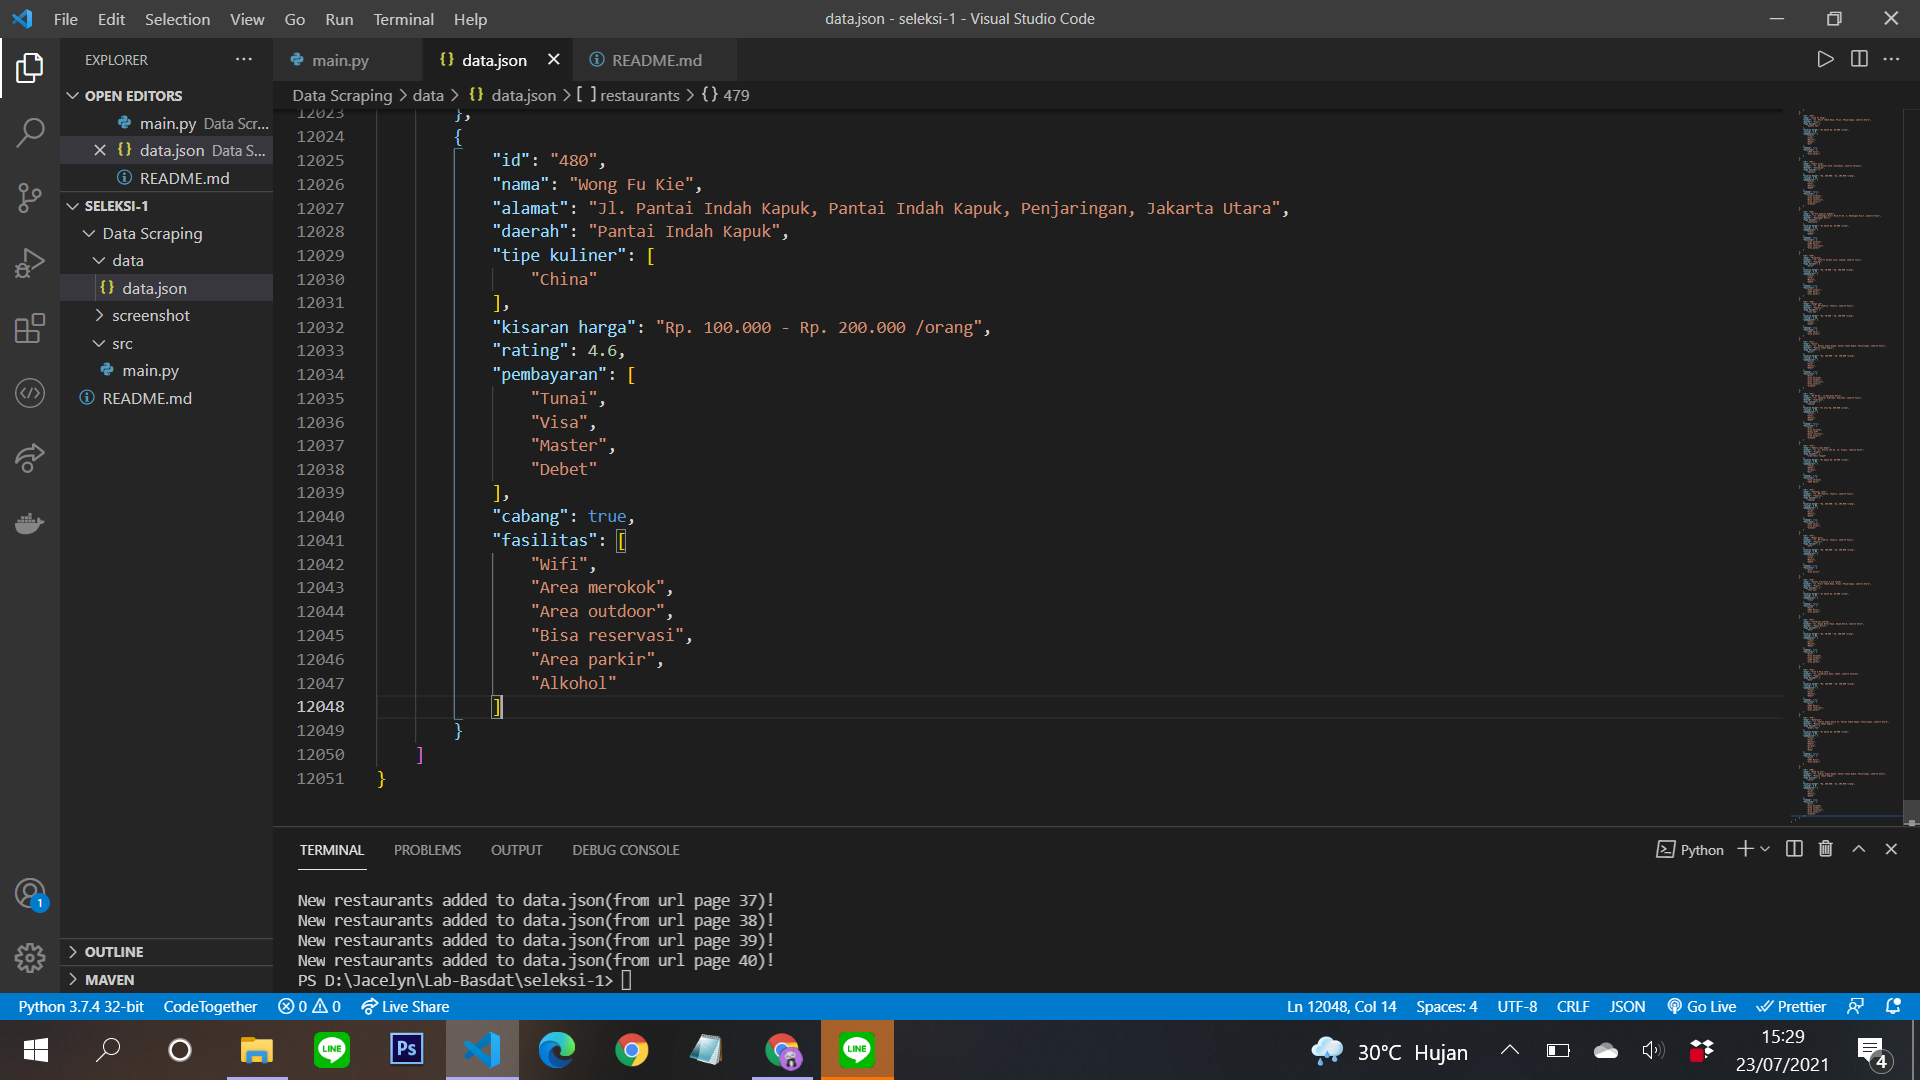 File Edit Selection View Go Run Terminal Help
data.json - seleksi-1 - Visual Studio Code
EXPLORER
OPEN EDITORS
main.py Data Scr...
data.json Data S...
README.md
SELEKSI-1
Data Scraping
data
{} data.json
screenshot
src
main.py
README.md
OUTLINE
MAVEN
main.py
{} data.json
README.md
Data Scraping > data > {} data.json > [ ] restaurants > {} 479
12023 },
12024 {
12025 "id": "480",
12026 "nama": "Wong Fu Kie",
12027 "alamat": "Jl. Pantai Indah Kapuk, Pantai Indah Kapuk, Penjaringan, Jakarta Utara",
12028 "daerah": "Pantai Indah Kapuk",
12029 "tipe kuliner": [
12030 "China"
12031 ],
12032 "kisaran harga": "Rp. 100.000 - Rp. 200.000 /orang",
12033 "rating": 4.6,
12034 "pembayaran": [
12035 "Tunai",
12036 "Visa",
12037 "Master",
12038 "Debet"
12039 ],
12040 "cabang": true,
12041 "fasilitas": [
12042 "Wifi",
12043 "Area merokok",
12044 "Area outdoor",
12045 "Bisa reservasi",
12046 "Area parkir",
12047 "Alkohol"
12048 ]
12049 }
12050 ]
12051 }
TERMINAL PROBLEMS OUTPUT DEBUG CONSOLE
Python
New restaurants added to data.json(from url page 37)!
New restaurants added to data.json(from url page 38)!
New restaurants added to data.json(from url page 39)!
New restaurants added to data.json(from url page 40)!
PS D:\Jacelyn\Lab-Basdat\seleksi-1>
1
Python 3.7.4 32-bit CodeTogether 0 0 Live Share
Ln 12048, Col 14 Spaces: 4 UTF-8 CRLF JSON Go Live Prettier
LINE
Ps
LINE
30°C Hujan
15:29
23/07/2021
4